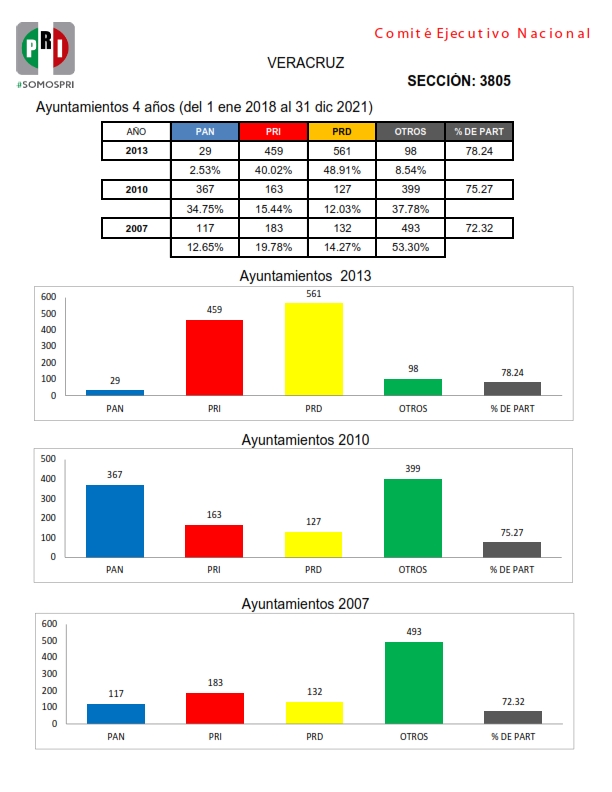 PRI
#SOMOSPRI
Comité Ejecutivo Nacional
VERACRUZ
SECCIÓN: 3805
Ayuntamientos 4 años (del 1 ene 2018 al 31 dic 2021)
AÑO PAN PRI PRD OTROS % DE PART
2013 29 459 561 98 78.24
2.53% 40.02% 48.91% 8.54%
2010 367 163 127 399 75.27
34.75% 15.44% 12.03% 37.78%
2007 117 183 132 493 72.32
12.65% 19.78% 14.27% 53.30%
Ayuntamientos 2013
600
500
400
300
200
100
0
29 459 561 98 78.24
PAN PRI PRD OTROS % DE PART
Ayuntamientos 2010
500
400
300
200
100
0
367 163 127 399 75.27
PAN PRI PRD OTROS % DE PART
Ayuntamientos 2007
600
500
400
300
200
100
0
117 183 132 493 72.32
PAN PRI PRD OTROS % DE PART